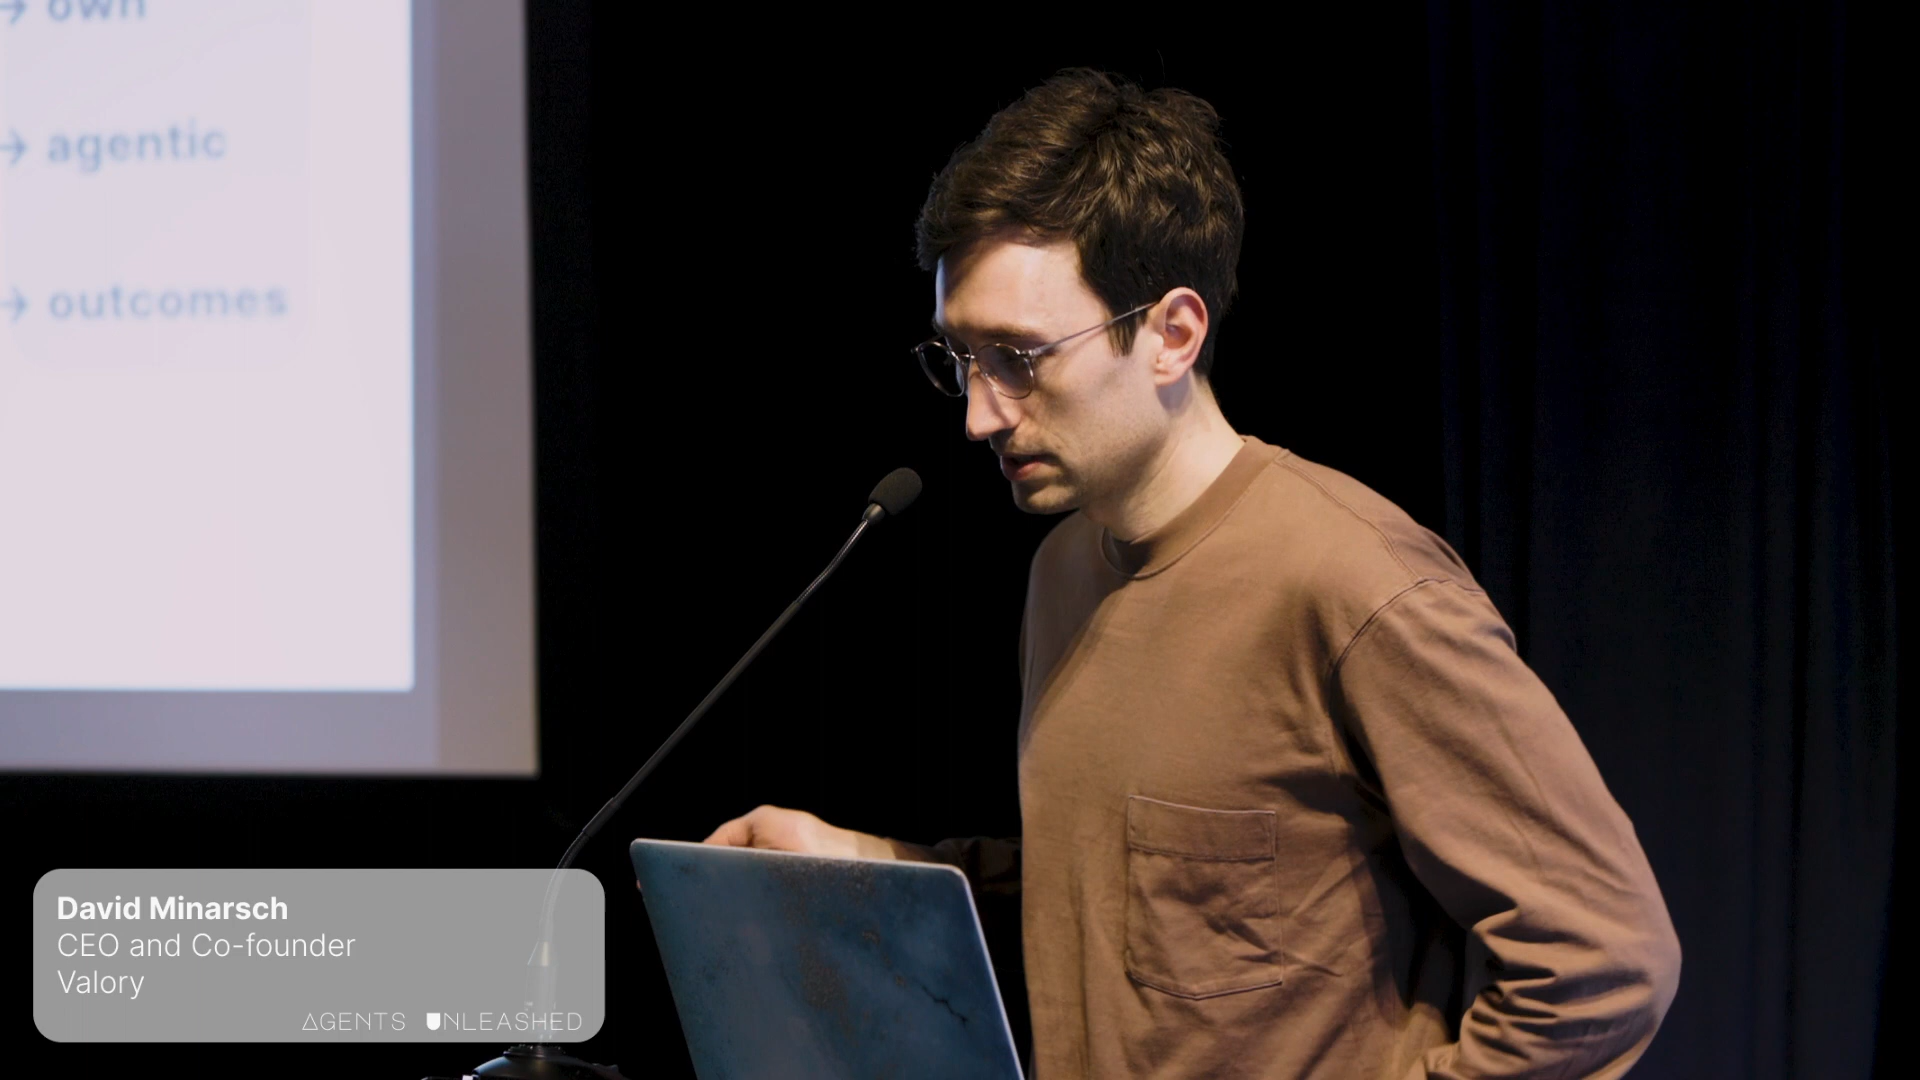 → own
→ agentic
→ outcomes
David Minarsch
CEO and Co-founder
Valory
AGENTS UNLEASHED